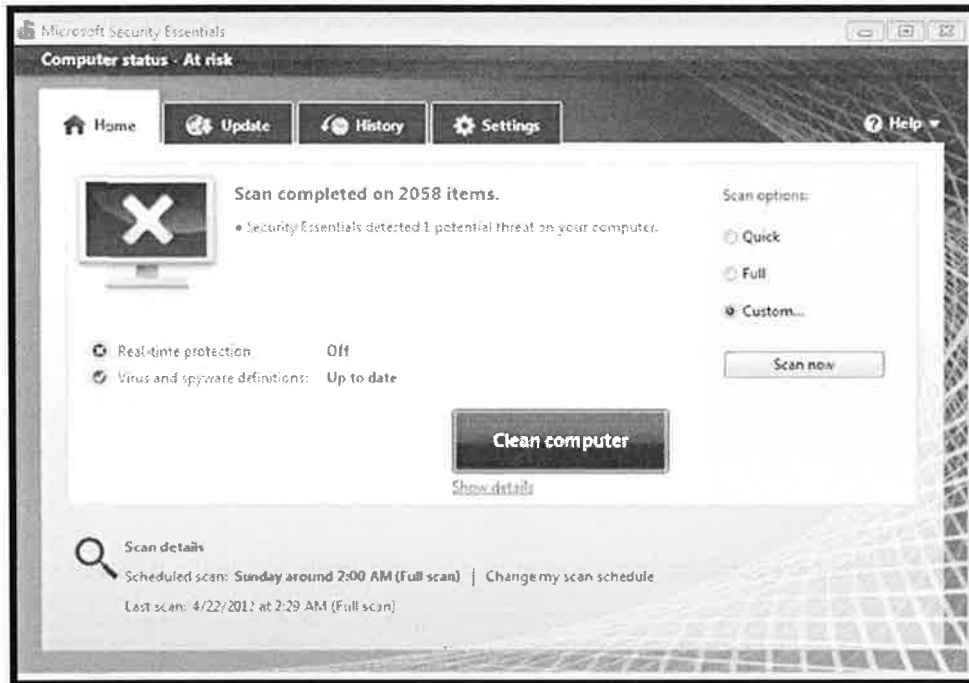 Microsoft Security Essentials
Computer status - At risk
Home
Update
History
Settings
Help
Scan completed on 2058 items.
• Security Essentials detected 1 potential threat on your computer.
Real-time protection: Off
Virus and spyware definitions: Up to date
Clean computer
Show details
Scan options:
Quick
Full
Custom...
Scan now
Scan details
Scheduled scan: Sunday around 2:00 AM (Full scan) | Change my scan schedule
Last scan: 4/22/2012 at 2:29 AM (Full scan)